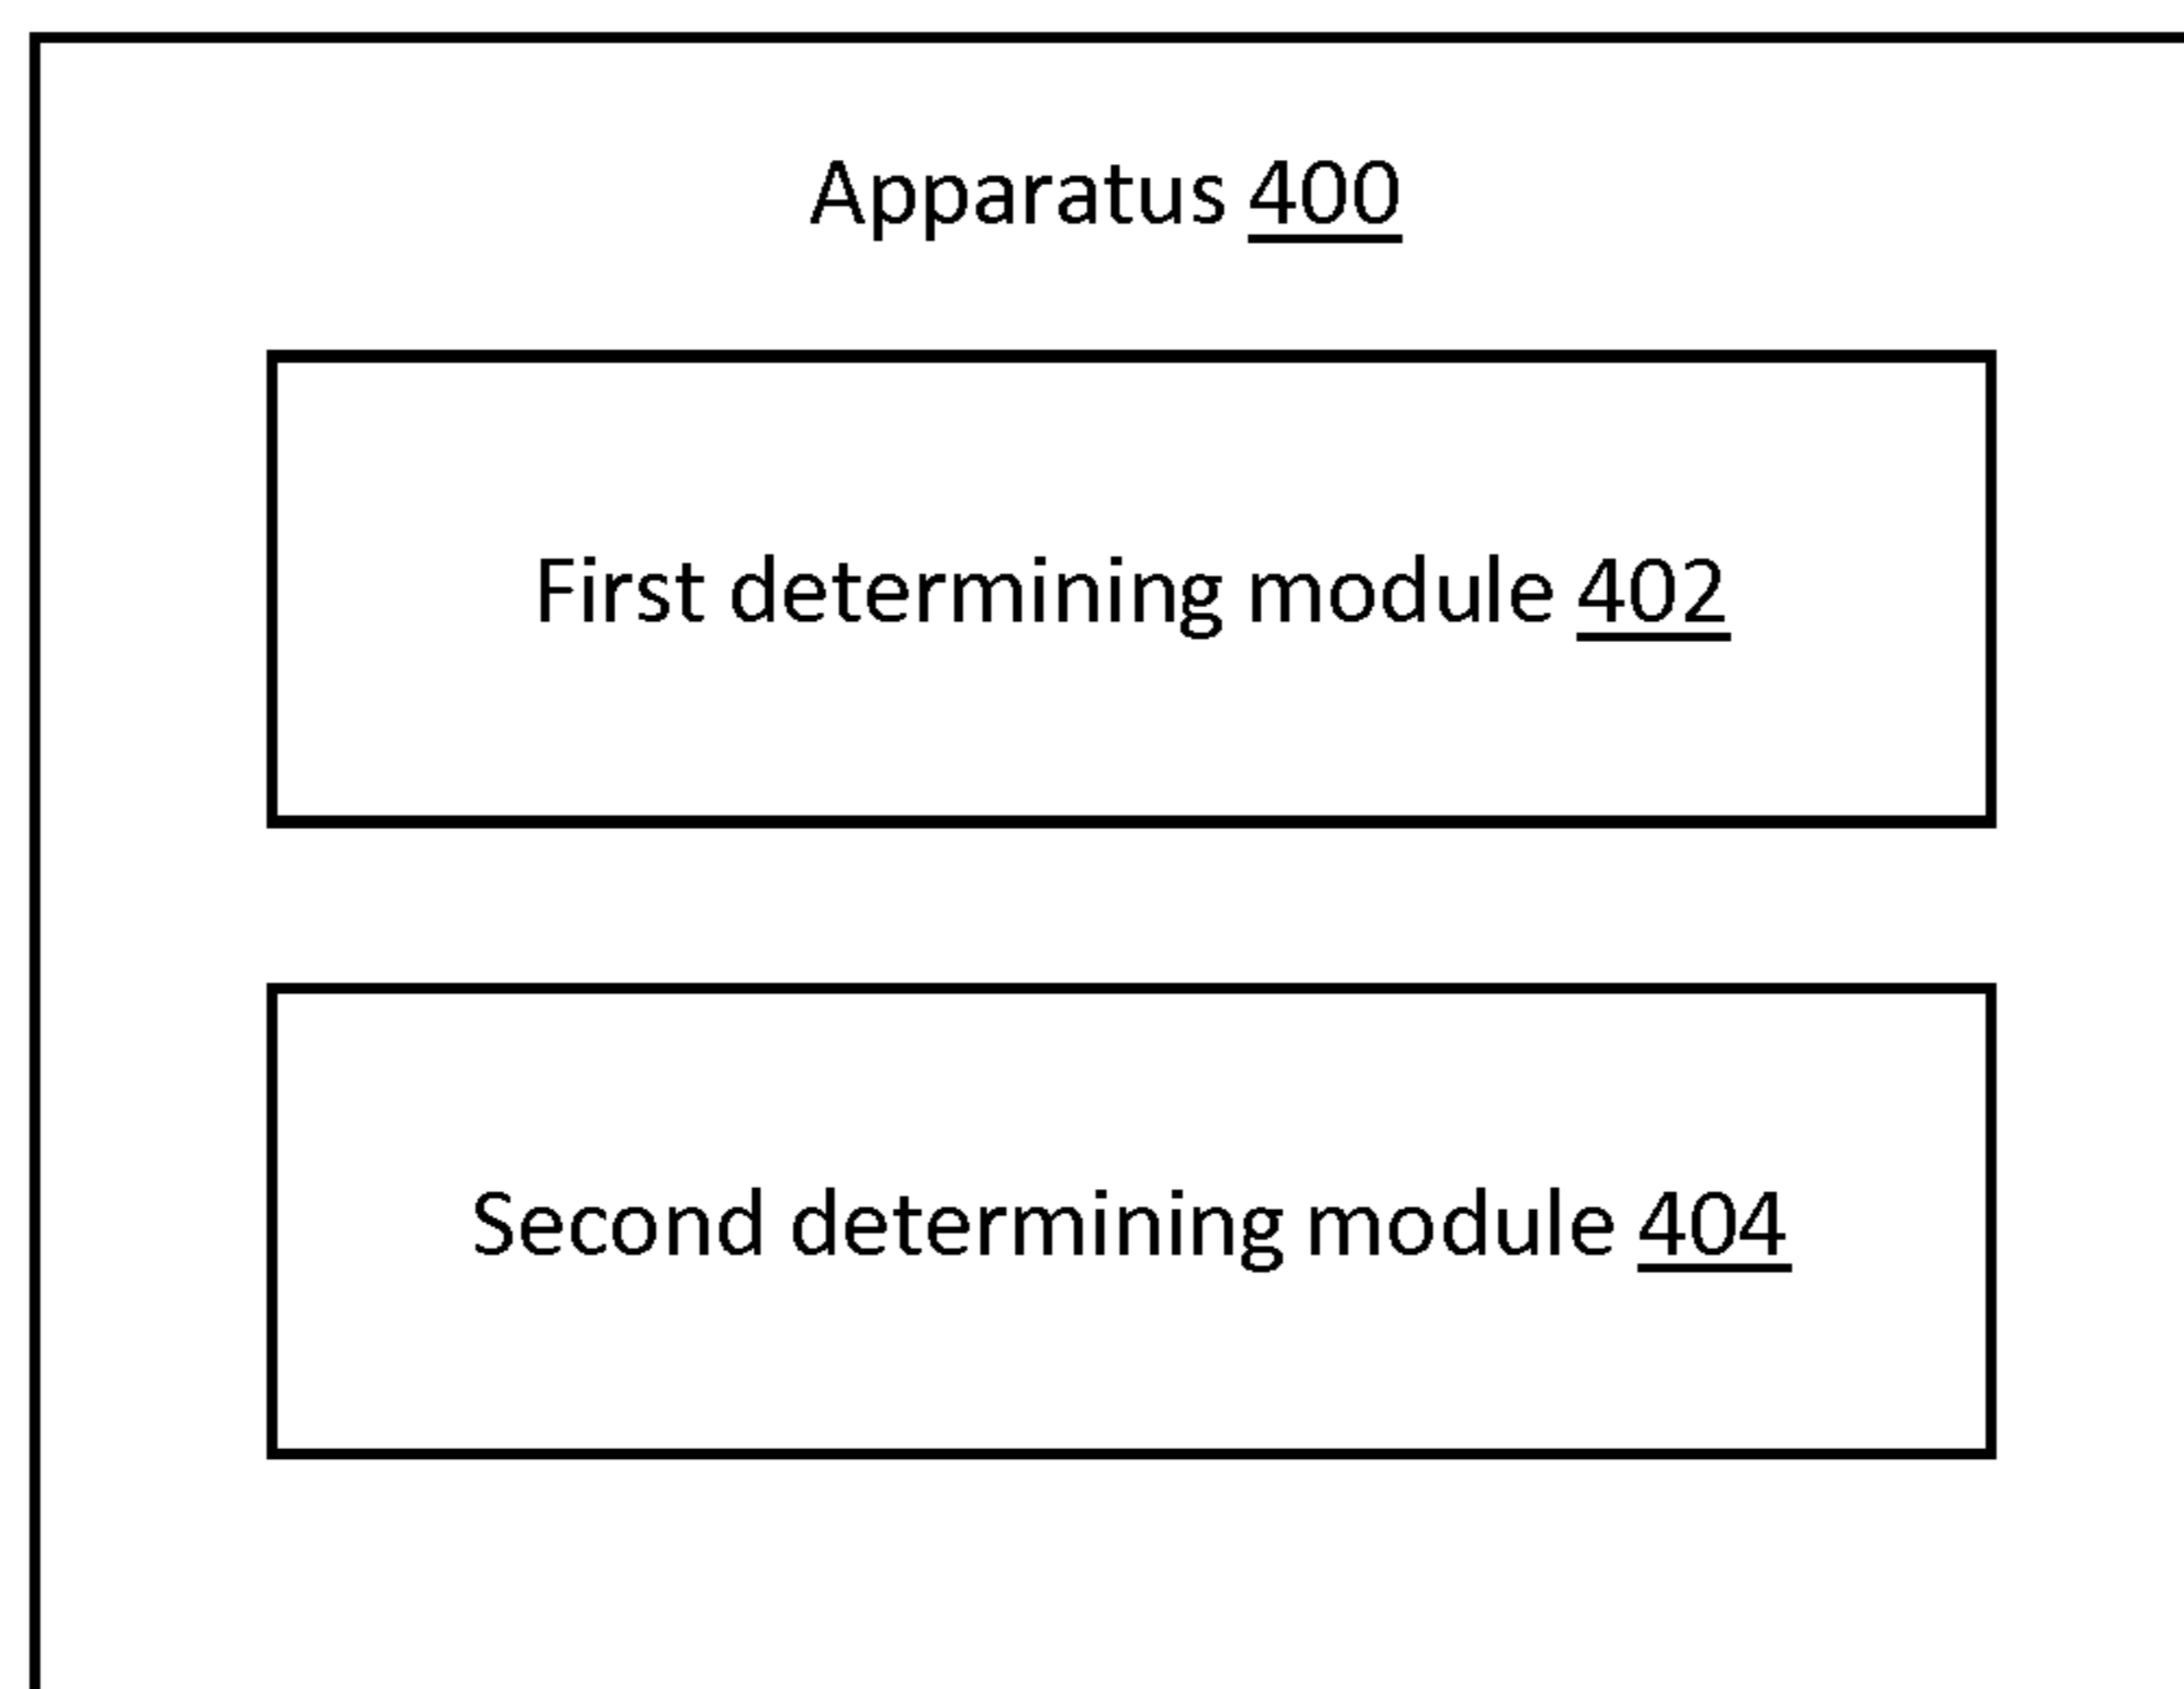 Apparatus 400
First determining module 402
Second determining module 404